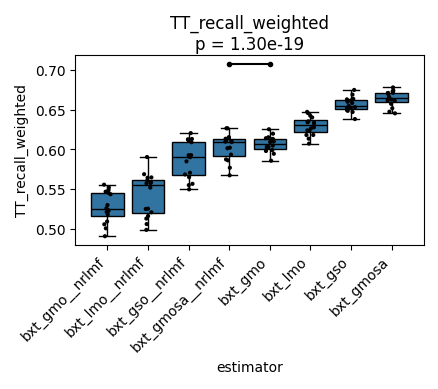 TT_recall_weighted
p = 1.30e-19
TT_recall_weighted
0.70
0.65
0.60
0.55
0.50
bxt_gmo__nrlmf
bxt_lmo__nrlmf
bxt_gso__nrlmf
bxt_gmosa__nrlmf
bxt_gmo
bxt_lmo
bxt_gso
bxt_gmosa
estimator